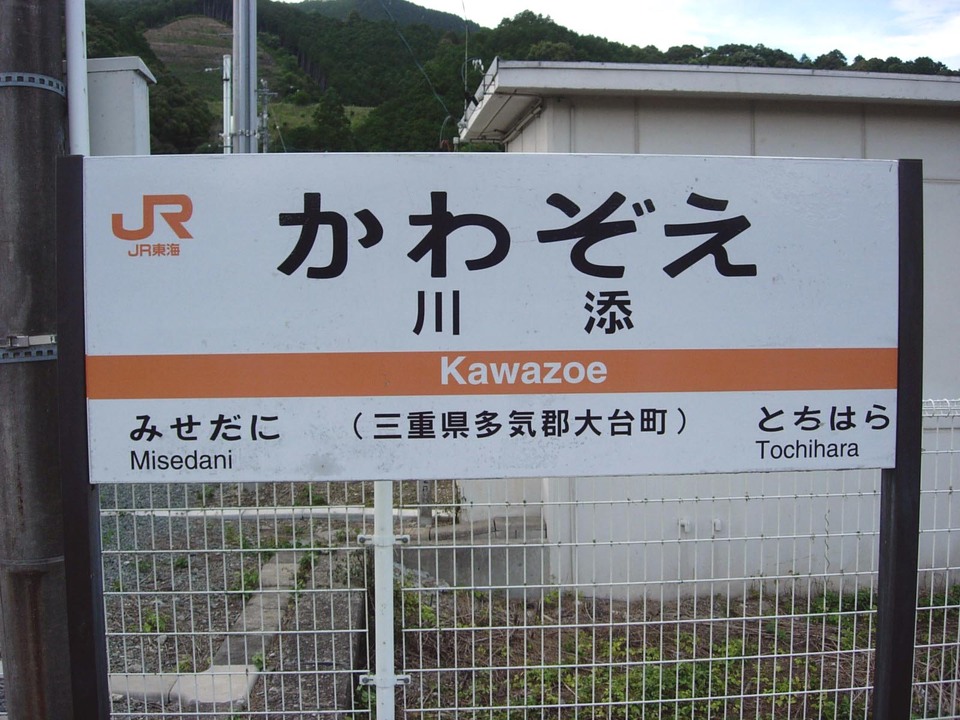 JR
JR東海
かわぞえ
川添
Kawazoe
みせだに
Misedani
(三重県多気郡大台町)
とちはら
Tochihara